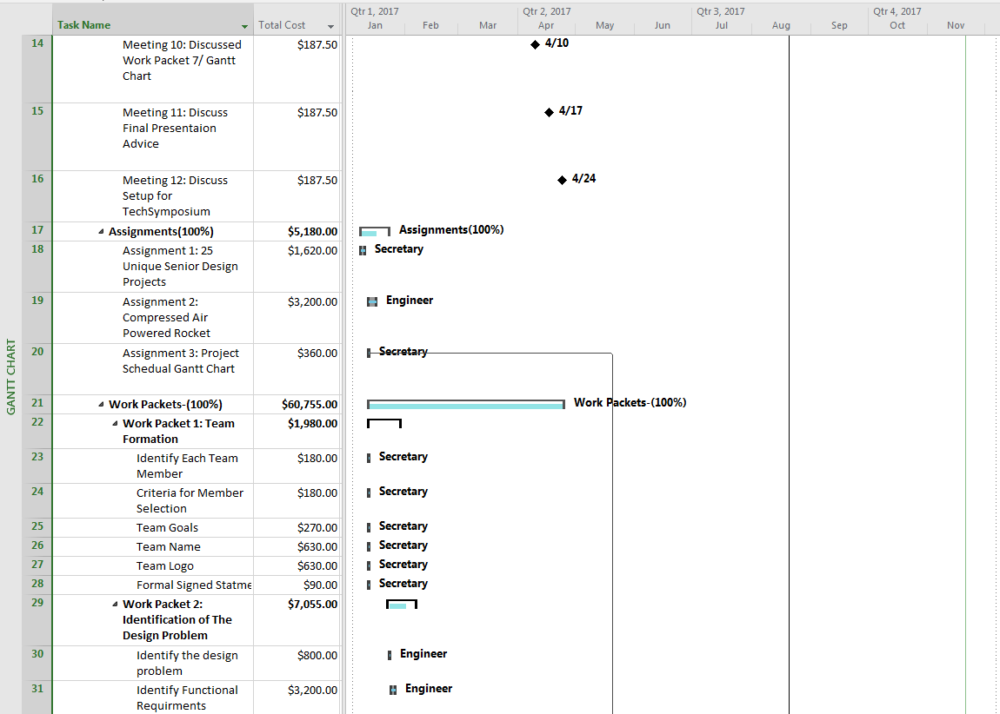 Qtr 1, 2017 Qtr 2, 2017 Qtr 3, 2017 Qtr 4, 2017
Task Name Total Cost Jan Feb Mar Apr May Jun Jul Aug Sep Oct Nov
GANTT CHART
14 Meeting 10: Discussed $187.50 4/10
Work Packet 7/ Gantt
Chart
15 Meeting 11: Discuss $187.50 4/17
Final Presentaion
Advice
16 Meeting 12: Discuss $187.50 4/24
Setup for
TechSymposium
17 Assignments(100%) $5,180.00 Assignments(100%)
18 Assignment 1: 25 $1,620.00 Secretary
Unique Senior Design
Projects
19 Assignment 2: $3,200.00 Engineer
Compressed Air
Powered Rocket
20 Assignment 3: Project $360.00 Secretary
Schedual Gantt Chart
21 Work Packets-(100%) $60,755.00 Work Packets-(100%)
22 Work Packet 1: Team $1,980.00
Formation
23 Identify Each Team $180.00 Secretary
Member
24 Criteria for Member $180.00 Secretary
Selection
25 Team Goals $270.00 Secretary
26 Team Name $630.00 Secretary
27 Team Logo $630.00 Secretary
28 Formal Signed Statme $90.00 Secretary
29 Work Packet 2: $7,055.00
Identification of The
Design Problem
30 Identify the design $800.00 Engineer
problem
31 Identify Functional $3,200.00 Engineer
Requirments